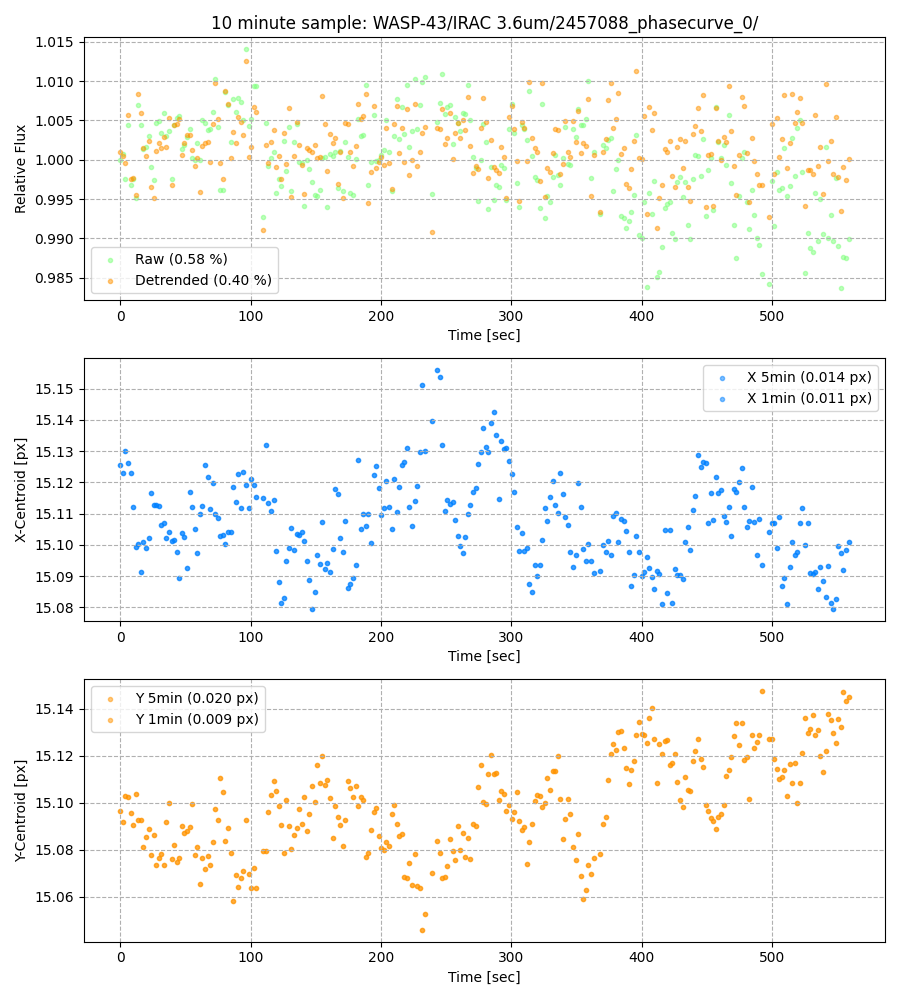 10 minute sample: WASP-43/IRAC 3.6um/2457088_phasecurve_0/
1.015
1.010
1.005
1.000
0.995
0.990
0.985
Relative Flux
Raw (0.58 %)
Detrended (0.40 %)
0 100 200 300 400 500
Time [sec]
15.15
15.14
15.13
15.12
15.11
15.10
15.09
15.08
X-Centroid [px]
X 5min (0.014 px)
X 1min (0.011 px)
0 100 200 300 400 500
Time [sec]
15.14
15.12
15.10
15.08
15.06
Y-Centroid [px]
Y 5min (0.020 px)
Y 1min (0.009 px)
0 100 200 300 400 500
Time [sec]